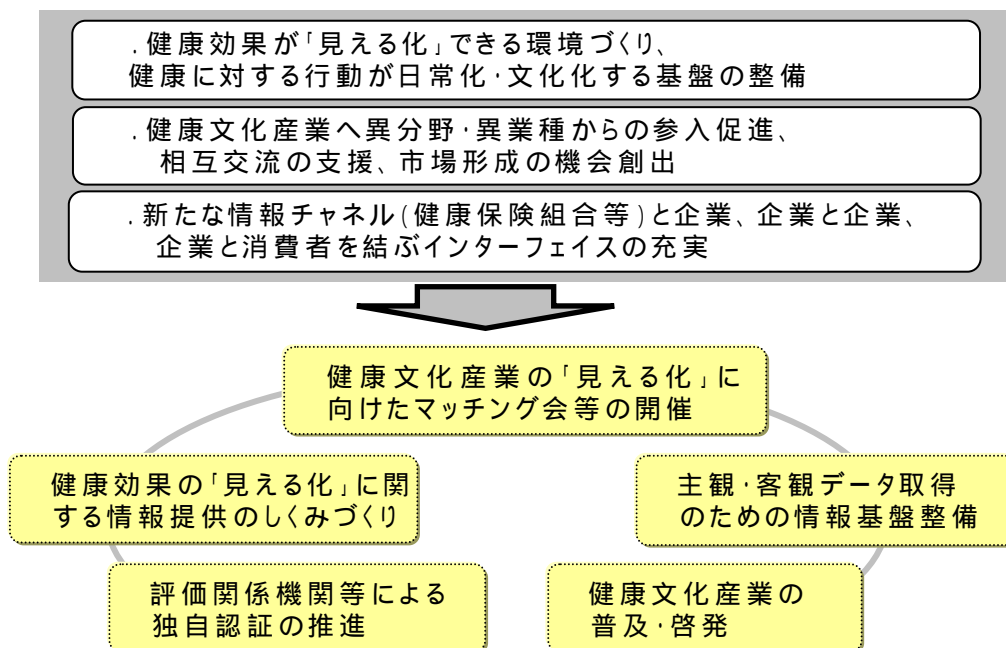 .健康効果が「見える化」できる環境づくり、
健康に対する行動が日常化・文化化する基盤の整備
.健康文化産業へ異分野・異業種からの参入促進、
相互交流の支援、市場形成の機会創出
.新たな情報チャネル(健康保険組合等)と企業、企業と企業、
企業と消費者を結ぶインターフェイスの充実
健康文化産業の「見える化」に
向けたマッチング会等の開催
健康効果の「見える化」に関
する情報提供のしくみづくり
主観・客観データ取得
のための情報基盤整備
評価関係機関等による
独自認証の推進
健康文化産業の
普及・啓発